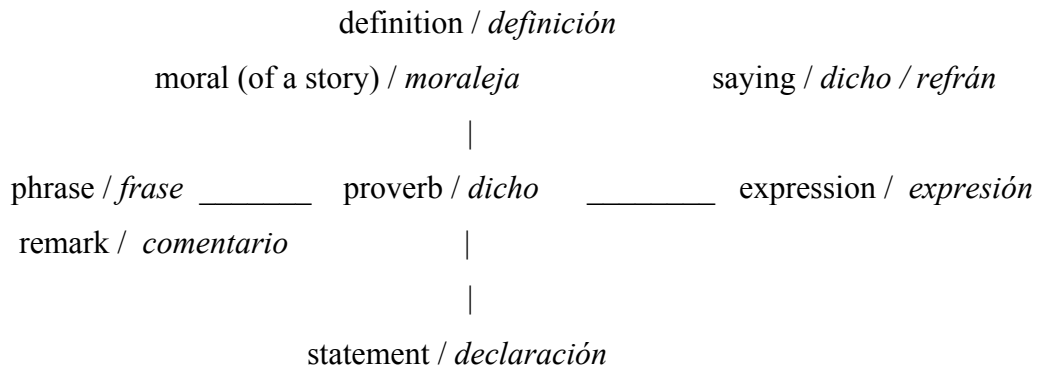 definition / definición
moral (of a story) / moraleja saying / dicho / refrán
|
phrase / frase _______ proverb / dicho ________ expression / expresión
remark / comentario |
|
statement / declaración